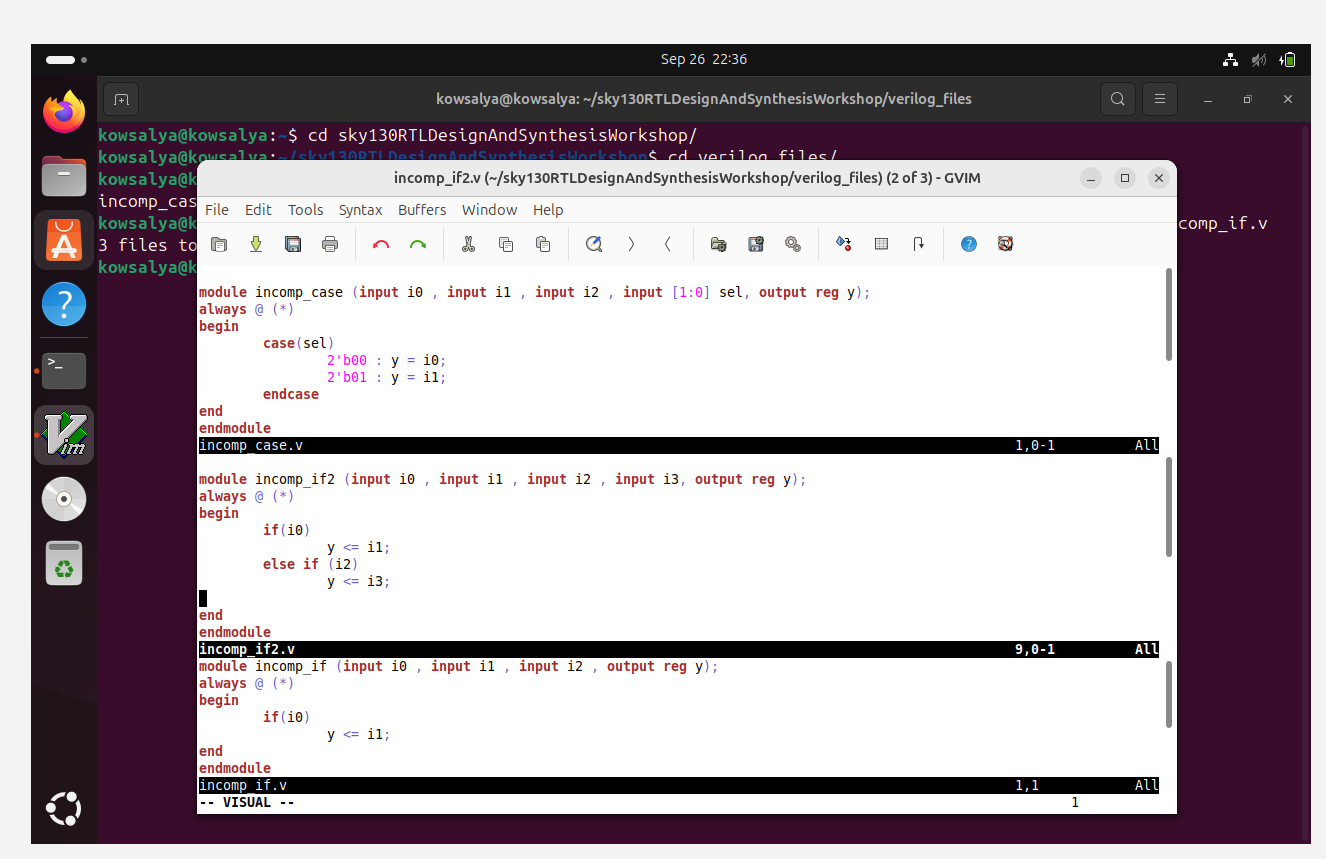 Sep 26 22:36
kowsalya@kowsalya: ~/sky130RTLDesignAndSynthesisWorkshop/verilog_files
kowsalya@kowsalya:~$ cd sky130RTLDesignAndSynthesisWorkshop/
kowsalya@kowsalya:~/sky130RTLDesignAndSynthesisWorkshop$ cd verilog_files/
kowsalya@k
incomp_cas
kowsalya@k comp_if.v
3 files to
kowsalya@k
incomp_if2.v (~/sky130RTLDesignAndSynthesisWorkshop/verilog_files) (2 of 3) - GVIM
File Edit Tools Syntax Buffers Window Help
module incomp_case (input i0 , input i1 , input i2 , input [1:0] sel, output reg y);
always @ (*)
begin
case(sel)
2'b00 : y = i0;
2'b01 : y = i1;
endcase
end
endmodule
incomp_case.v 1,0-1 All
module incomp_if2 (input i0 , input i1 , input i2 , input i3, output reg y);
always @ (*)
begin
if(i0)
y <= i1;
else if (i2)
y <= i3;
end
endmodule
incomp_if2.v 9,0-1 All
module incomp_if (input i0 , input i1 , input i2 , output reg y);
always @ (*)
begin
if(i0)
y <= i1;
end
endmodule
incomp_if.v 1,1 All
-- VISUAL -- 1